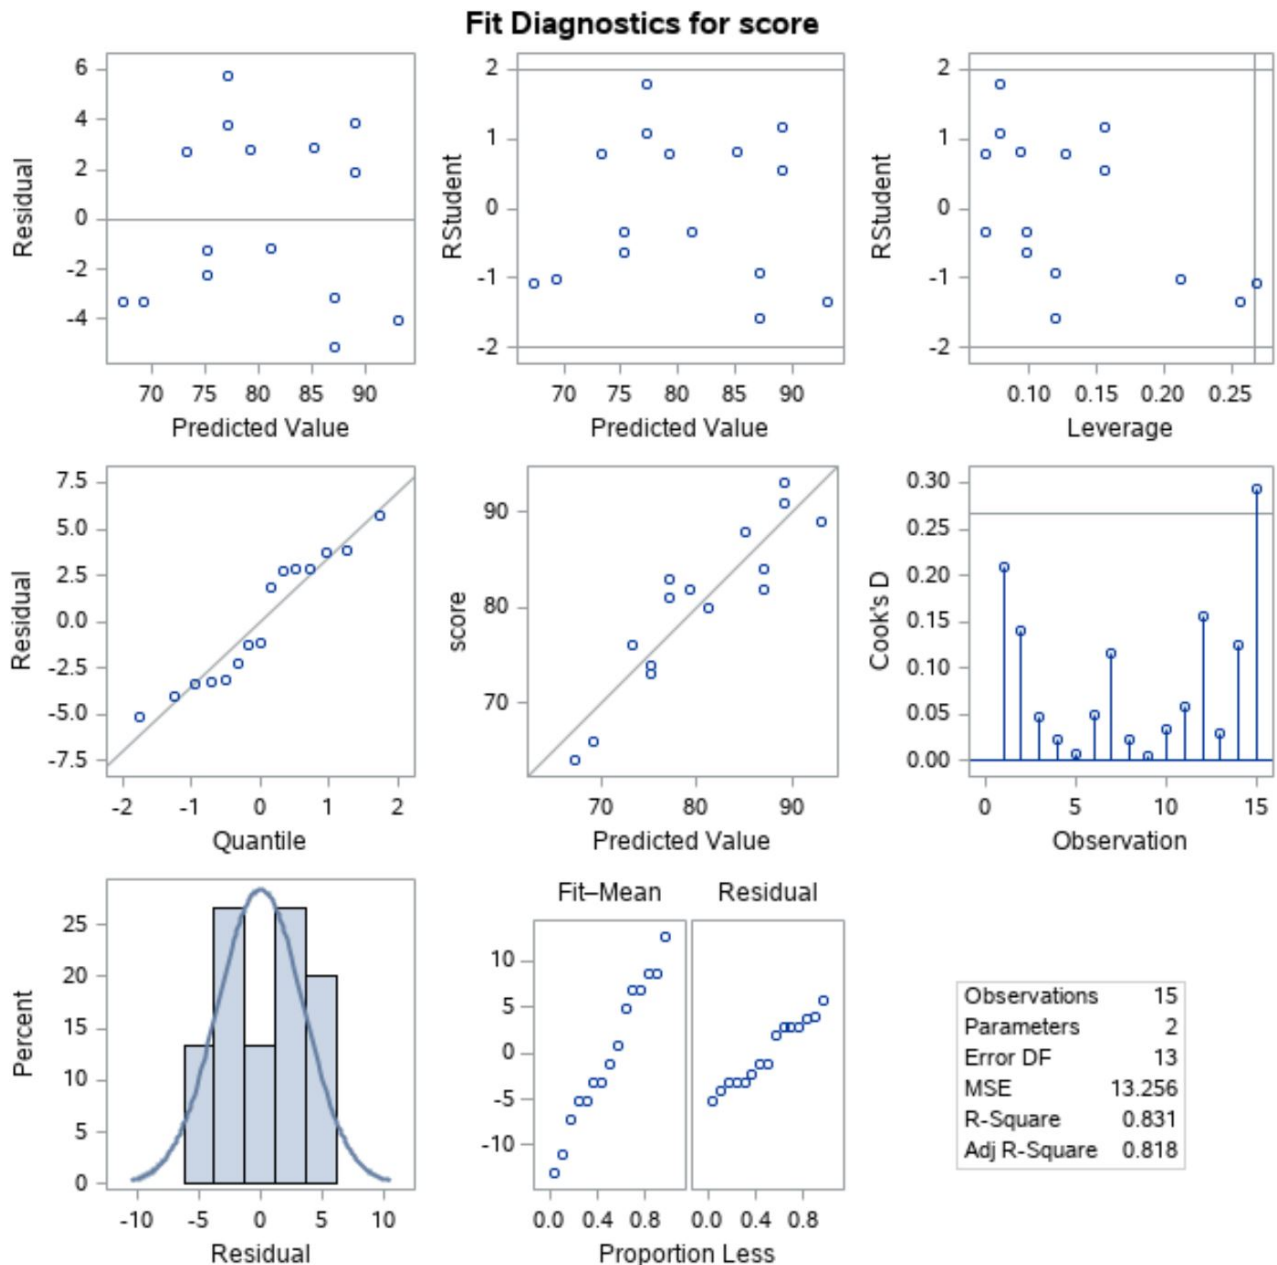 Fit Diagnostics for score
6
4
2
0
-2
-4
Residual
70 75 80 85 90
Predicted Value
2
1
0
-1
-2
RStudent
70 75 80 85 90
Predicted Value
2
1
0
-1
-2
RStudent
0.10 0.15 0.20 0.25
Leverage
7.5
5.0
2.5
0.0
-2.5
-5.0
-7.5
Residual
-2 -1 0 1 2
Quantile
90
80
70
score
70 80 90
Predicted Value
0.30
0.25
0.20
0.15
0.10
0.05
0.00
Cook's D
0 5 10 15
Observation
25
20
15
10
5
0
Percent
-10 -5 0 5 10
Residual
Fit–Mean Residual
10
5
0
-5
-10
0.0 0.4 0.8 0.0 0.4 0.8
Proportion Less
Observations 15
Parameters 2
Error DF 13
MSE 13.256
R-Square 0.831
Adj R-Square 0.818